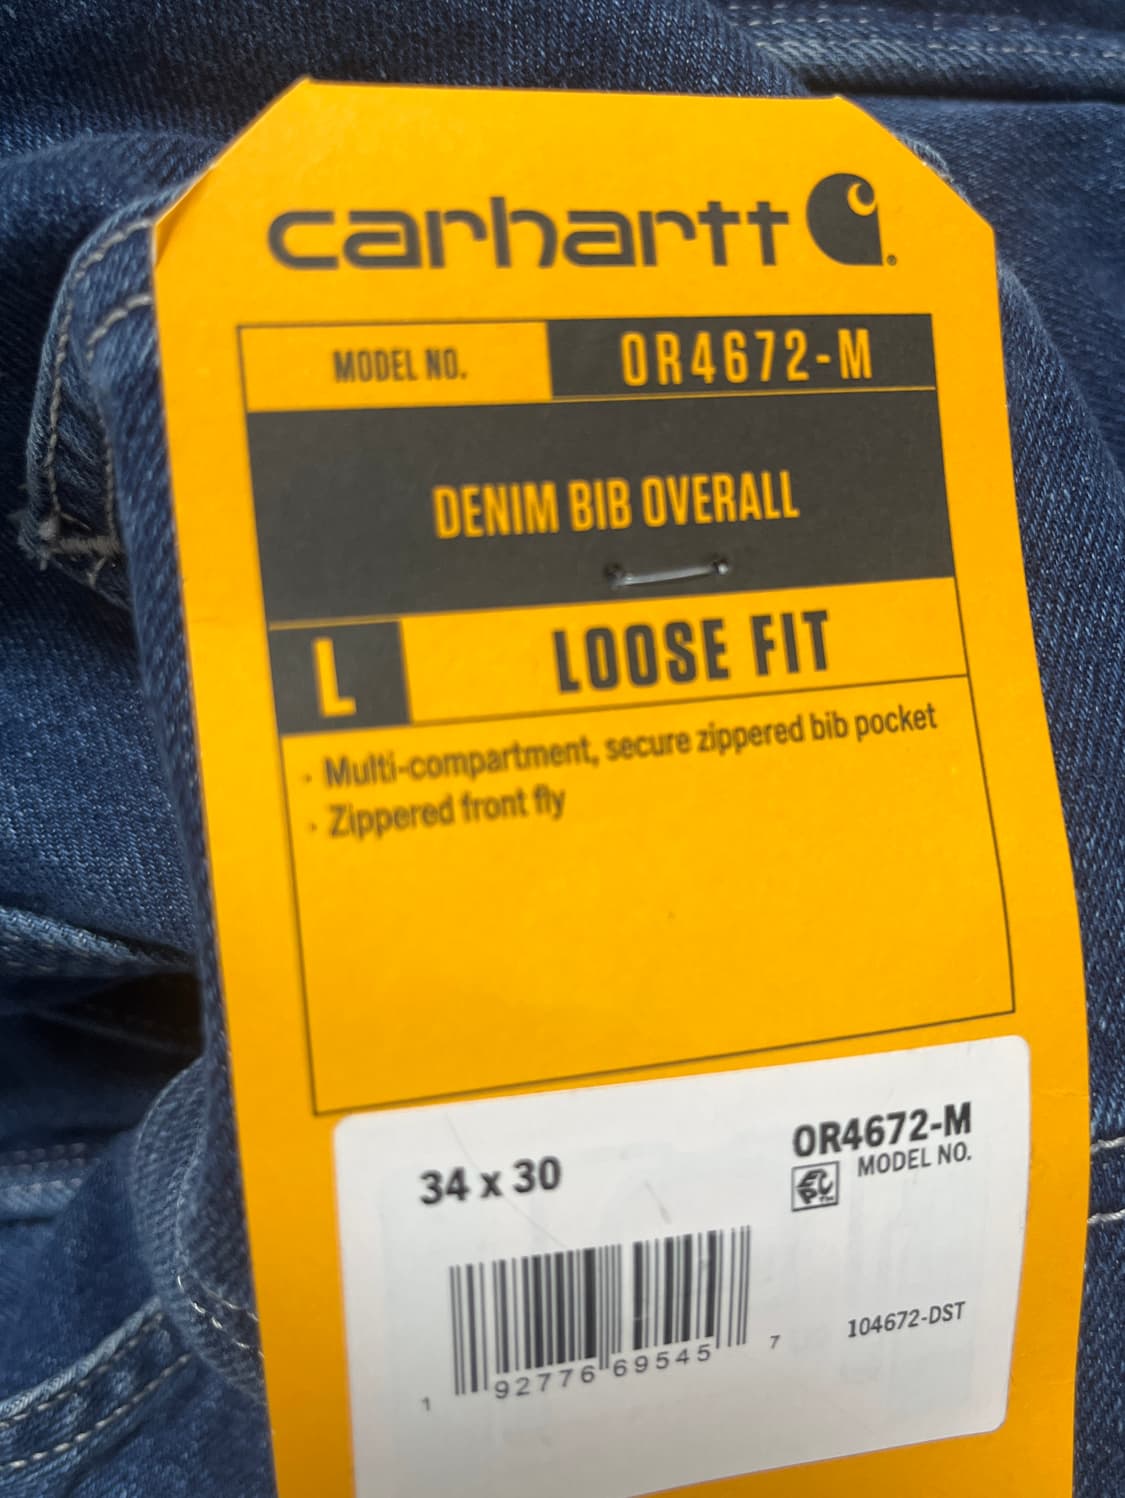 carhartt
MODEL NO. OR4672-M
DENIM BIB OVERALL
L LOOSE FIT
· Multi-compartment, secure zippered bib pocket
· Zippered front fly
34 x 30
OR4672-M
MODEL NO.
104672-DST
1 92776 69545 7